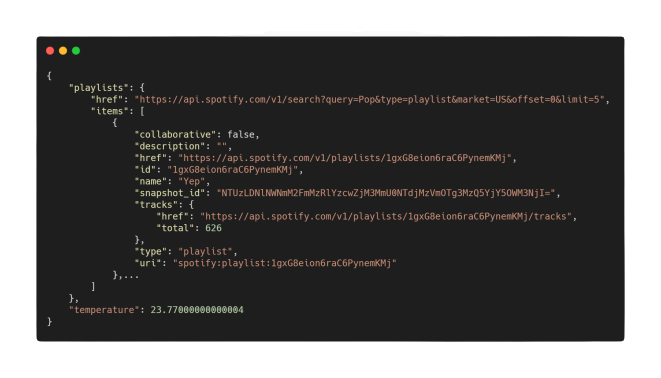 {
    "playlists": {
        "href": "https://api.spotify.com/v1/search?query=Pop&type=playlist&market=US&offset=0&limit=5",
        "items": [
            {
                "collaborative": false,
                "description": "",
                "href": "https://api.spotify.com/v1/playlists/1gxG8eion6raC6PynemKMj",
                "id": "1gxG8eion6raC6PynemKMj",
                "name": "Yep",
                "snapshot_id": "NTUzLDNlNWNmM2FmMzRlYzcwZjM3MmU0NTdjMzVmOTg3MzQ5YjY5OWM3NjI=",
                "tracks": {
                    "href": "https://api.spotify.com/v1/playlists/1gxG8eion6raC6PynemKMj/tracks",
                    "total": 626
                },
                "type": "playlist",
                "uri": "spotify:playlist:1gxG8eion6raC6PynemKMj"
            },...
        ]
    },
    "temperature": 23.77000000000004
}